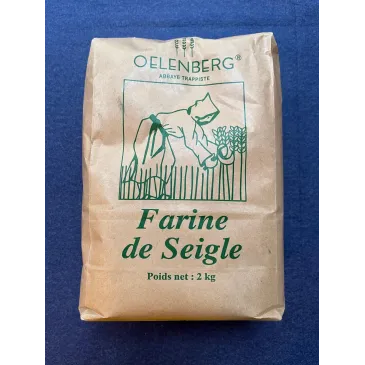 OELENBERG®
ABBAYE TRAPPISTE
Farine
de Seigle
Poids net : 2 kg